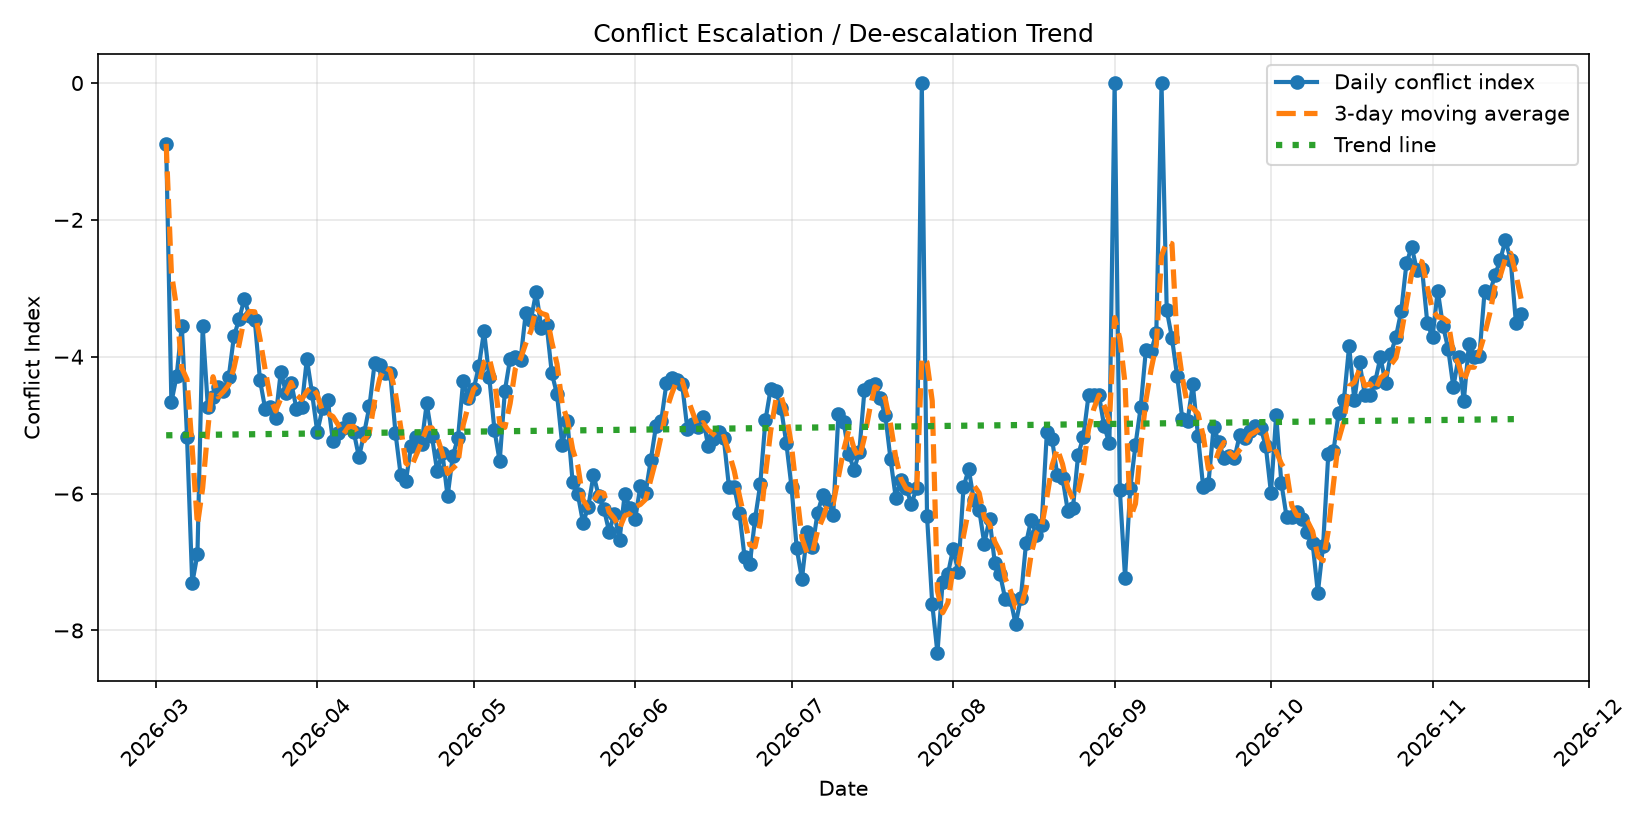 Conflict Escalation / De-escalation Trend
Daily conflict index
3-day moving average
Trend line
Conflict Index
0
−2
−4
−6
−8
2026-03
2026-04
2026-05
2026-06
2026-07
2026-08
2026-09
2026-10
2026-11
2026-12
Date